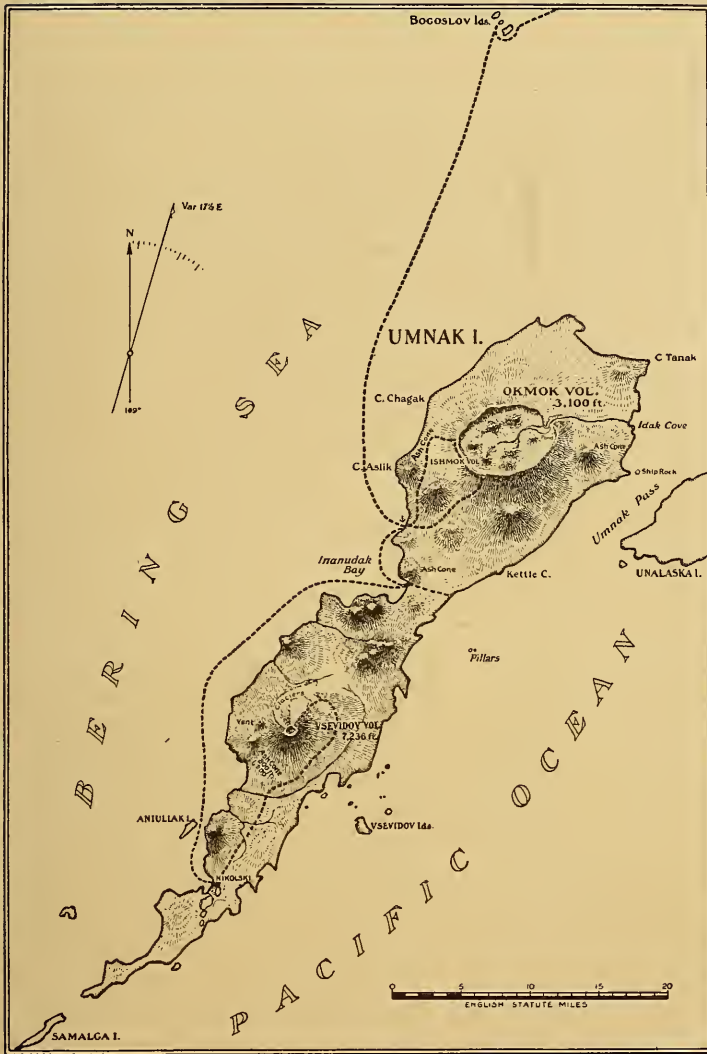 BOGOSLOV Ids.
Var 17½ E
N
169°
BERING SEA
UMNAK I.
C Tanak
OKMOK VOL.
3,100 ft.
C. Chagak
Idak Cove
Ash Cone
Ash Cone
ISHMOK VOL
C. Aslik
Ship Rock
Umnak Pass
Inanudak
Bay
Ash Cone
Kettle C.
UNALASKA I.
Pillars
Glaciers
Vent
VSEVIDOV VOL.
7,236 ft.
Ash Cone
ANIULIAK I.
VSEVIDOV Ids.
NIKOLSKI
PACIFIC OCEAN
0 5 10 15 20
ENGLISH STATUTE MILES
SAMALGA I.